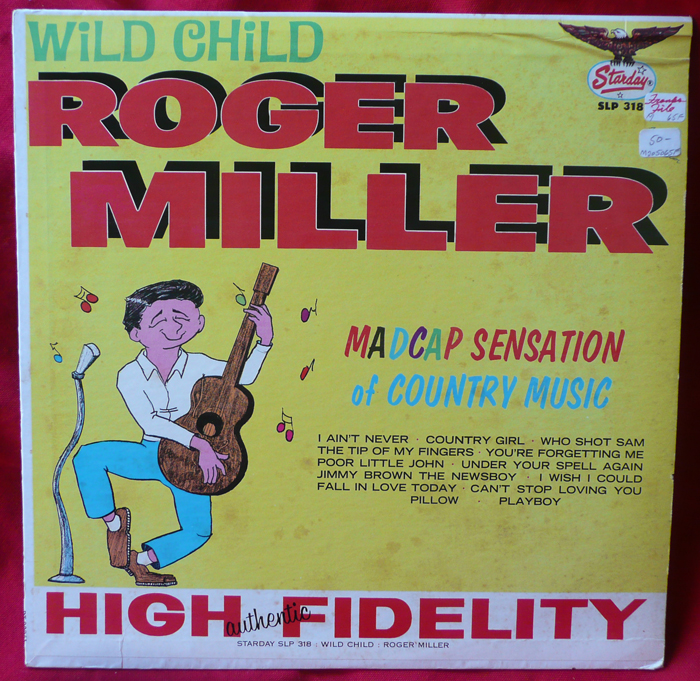 WiLD CHiLD
ROGER
MILLER
Starday
SLP 318
50-
MADCAP SENSATION
of COUNTRY MUSIC
I AIN'T NEVER · COUNTRY GIRL · WHO SHOT SAM
THE TIP OF MY FINGERS · YOU'RE FORGETTING ME
POOR LITTLE JOHN · UNDER YOUR SPELL AGAIN
JIMMY BROWN THE NEWSBOY · I WISH I COULD
FALL IN LOVE TODAY · CAN'T STOP LOVING YOU
PILLOW · PLAYBOY
HIGH authentic FIDELITY
STARDAY SLP 318 : WILD CHILD : ROGER MILLER